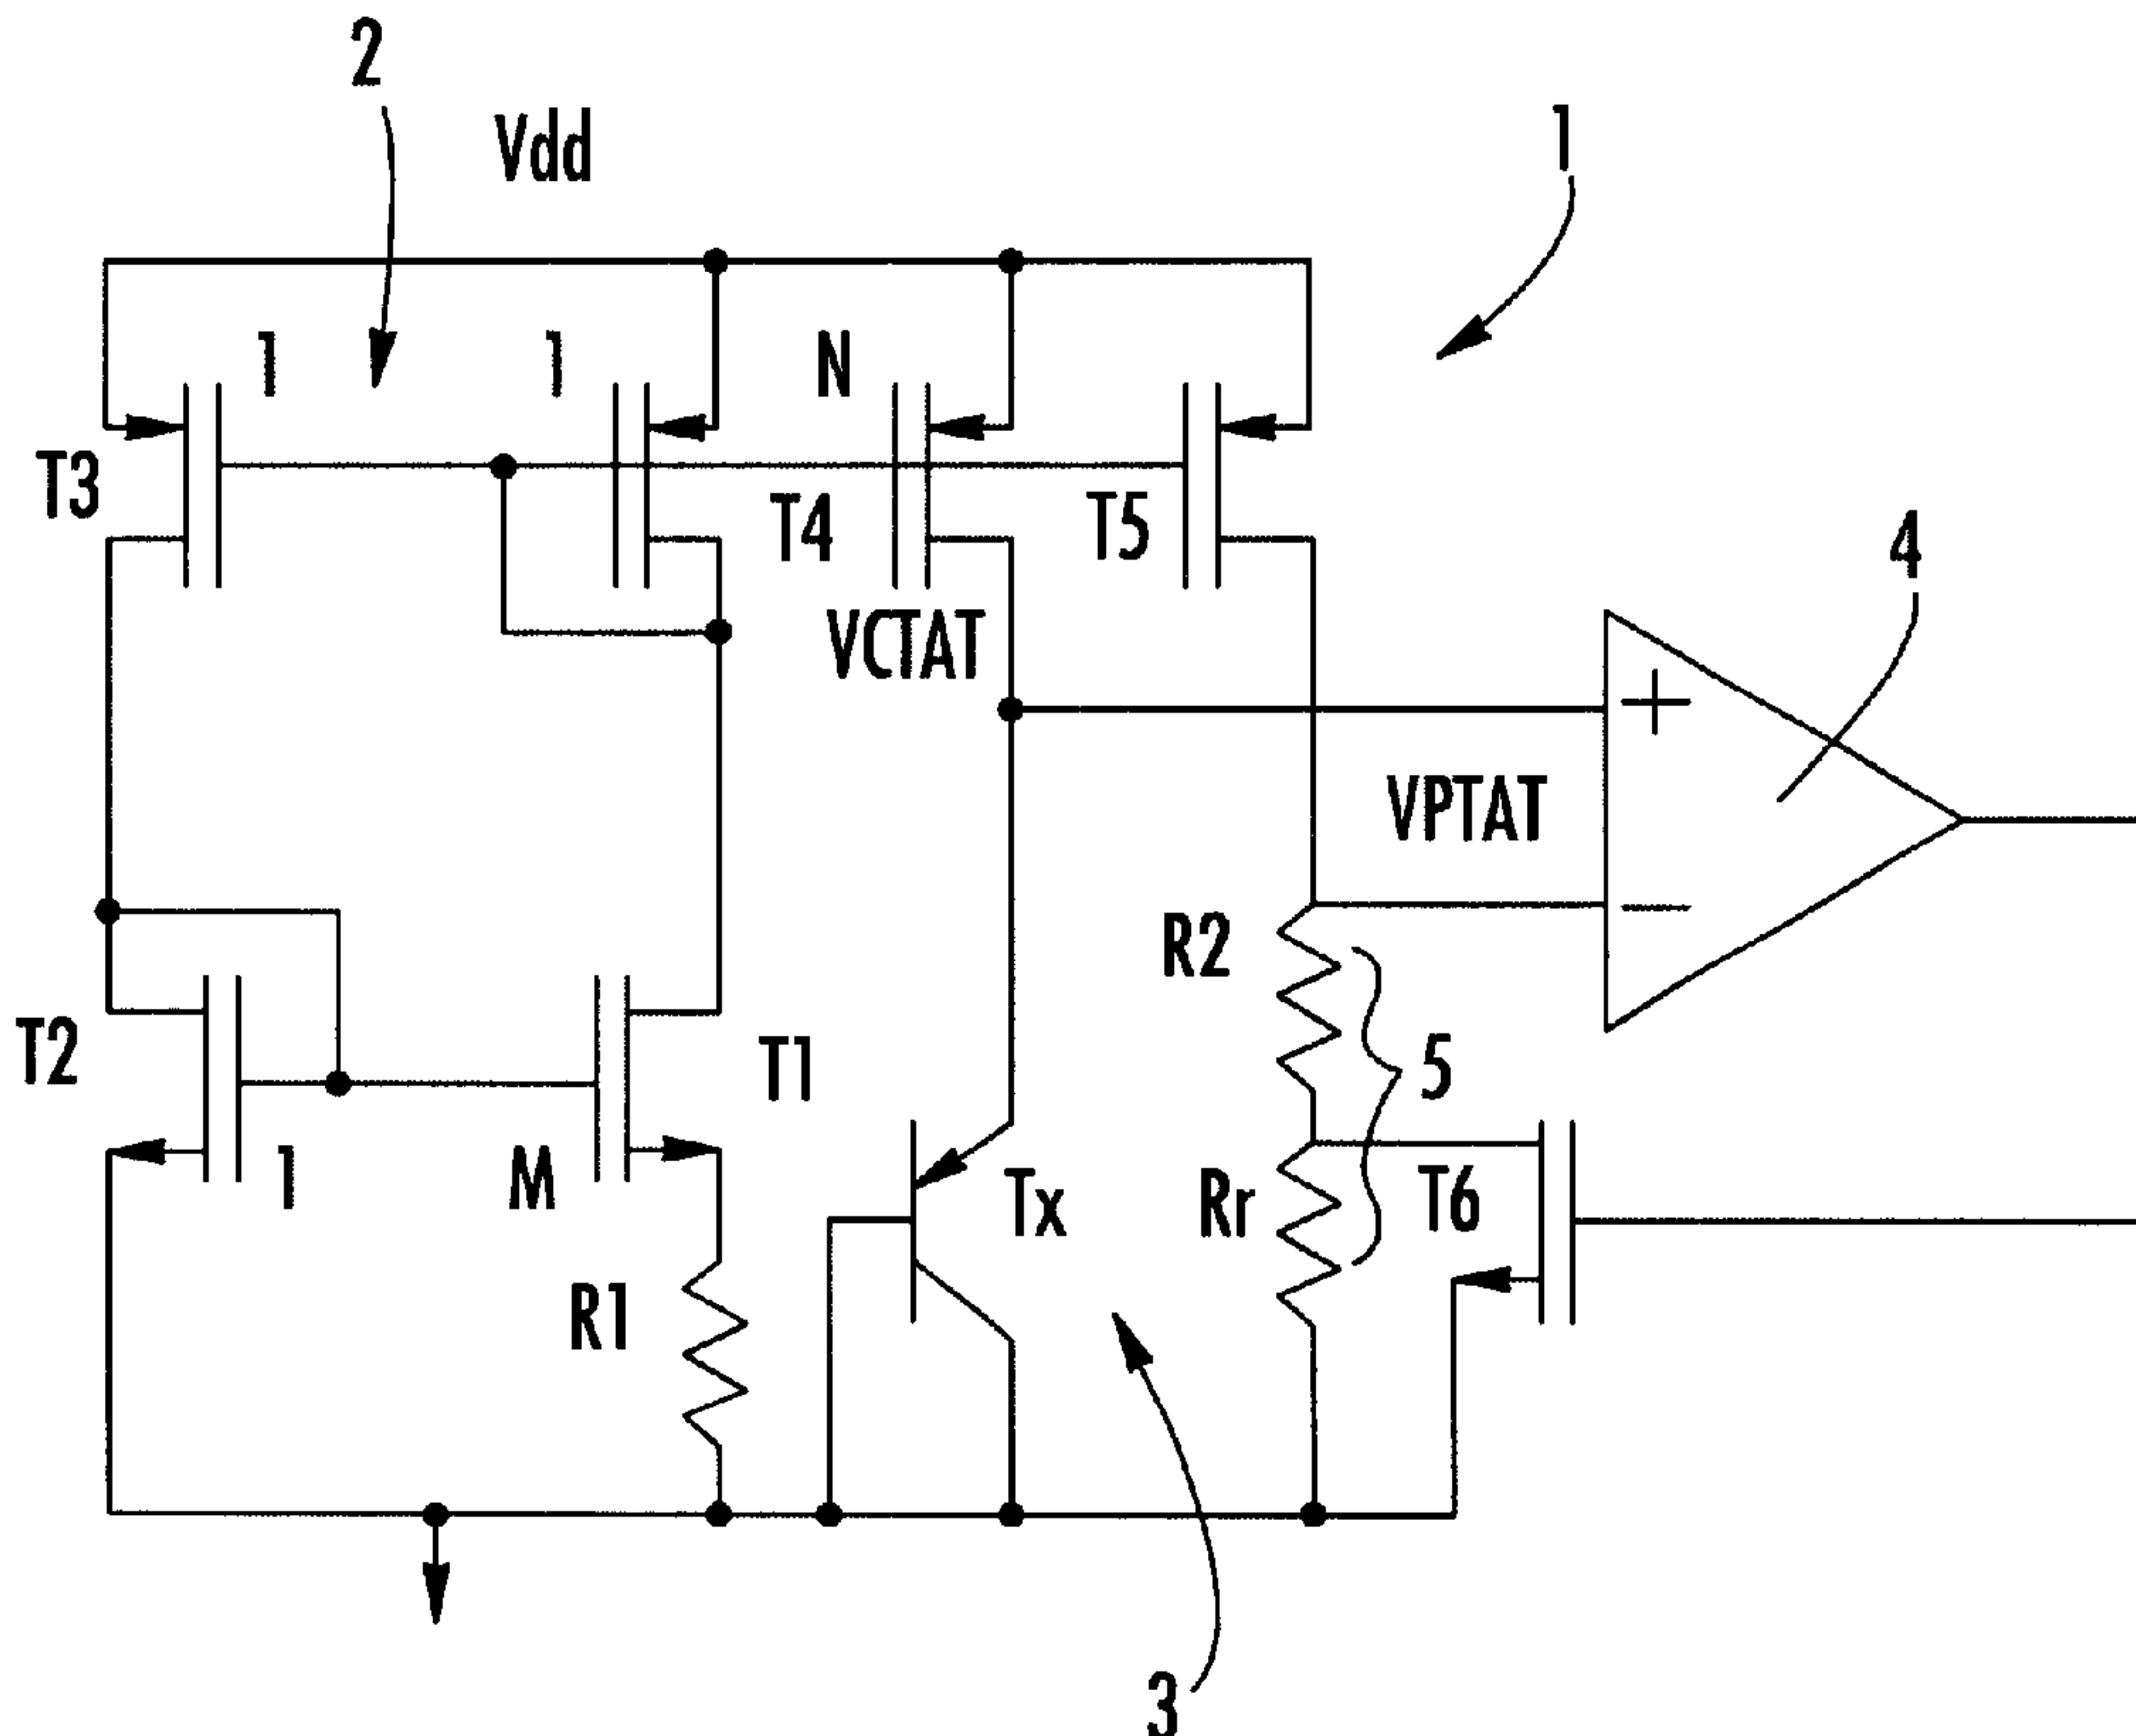 2
Vdd
1
1
1
N
T3
T4
T5
4
VCTAT
+
VPTAT
−
R2
T2
T1
5
1
M
Tx
Rr
T6
R1
3